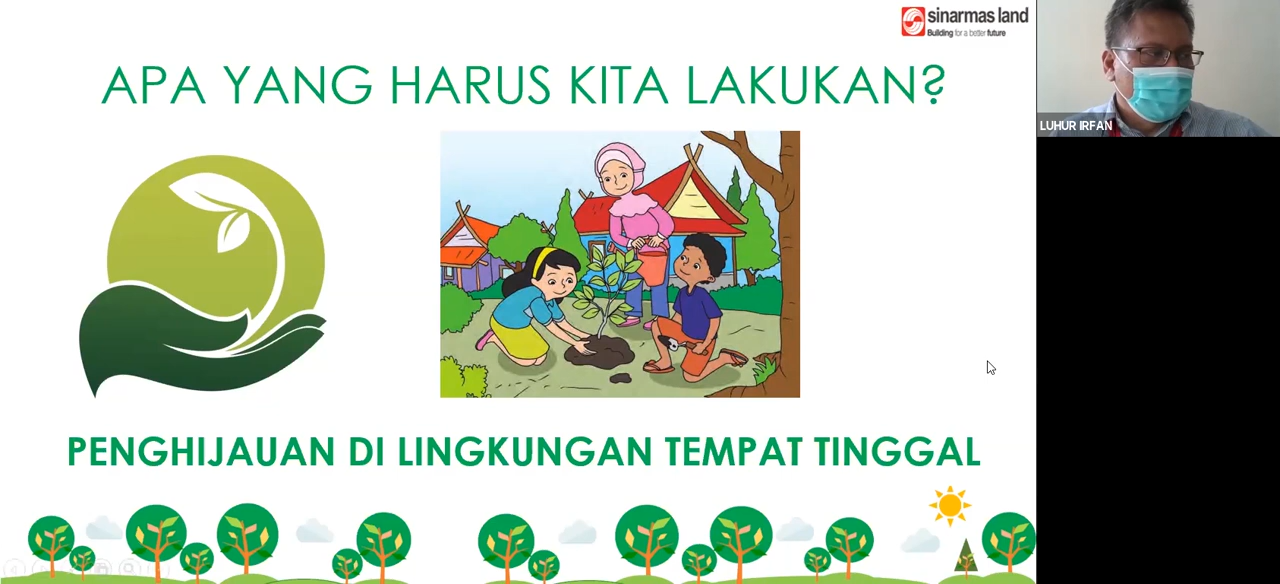 sinarmas land
Building for a better future
APA YANG HARUS KITA LAKUKAN?
LUHUR IRFAN
PENGHIJAUAN DI LINGKUNGAN TEMPAT TINGGAL